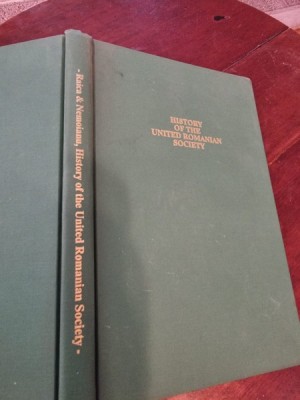 HISTORY
OF THE
UNITED ROMANIAN
SOCIETY
- Raica & Nemoianu, History of the United Romanian Society -